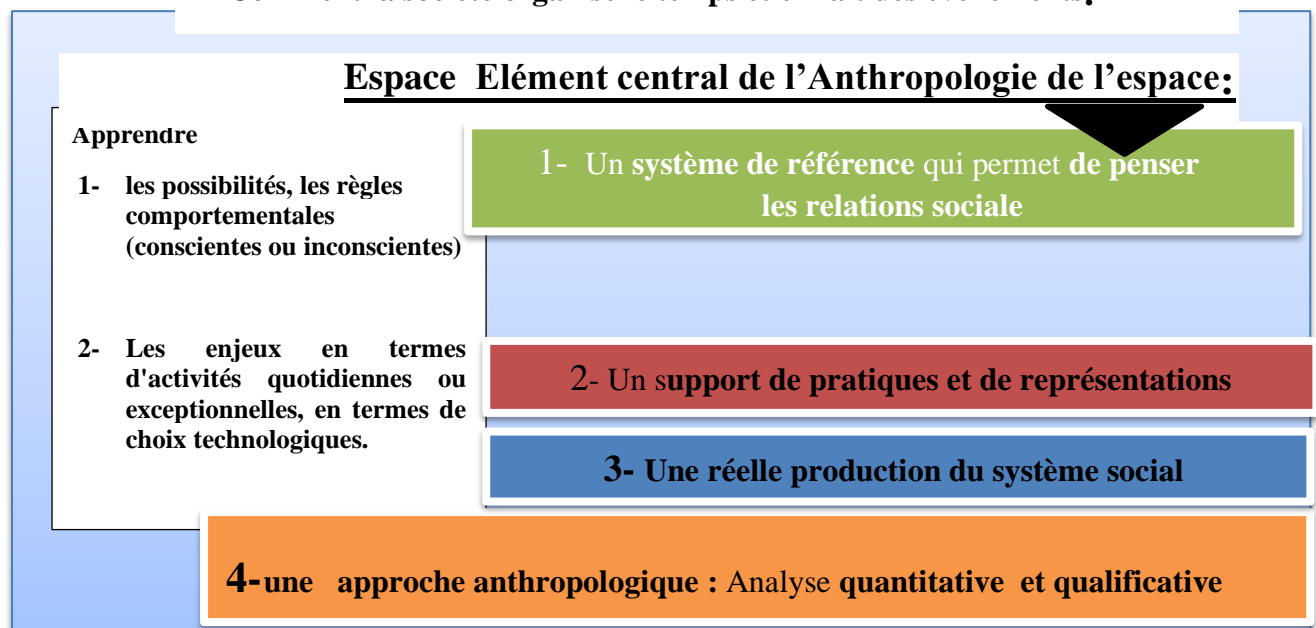 Espace Elément central de l'Anthropologie de l'espace:
Apprendre
1- les possibilités, les règles
comportementales
(conscientes ou inconscientes)
2- Les enjeux en termes
d'activités quotidiennes ou
exceptionnelles, en termes de
choix technologiques.
1- Un système de référence qui permet de penser
les relations sociale
2- Un support de pratiques et de représentations
3- Une réelle production du système social
4-une approche anthropologique : Analyse quantitative et qualificative